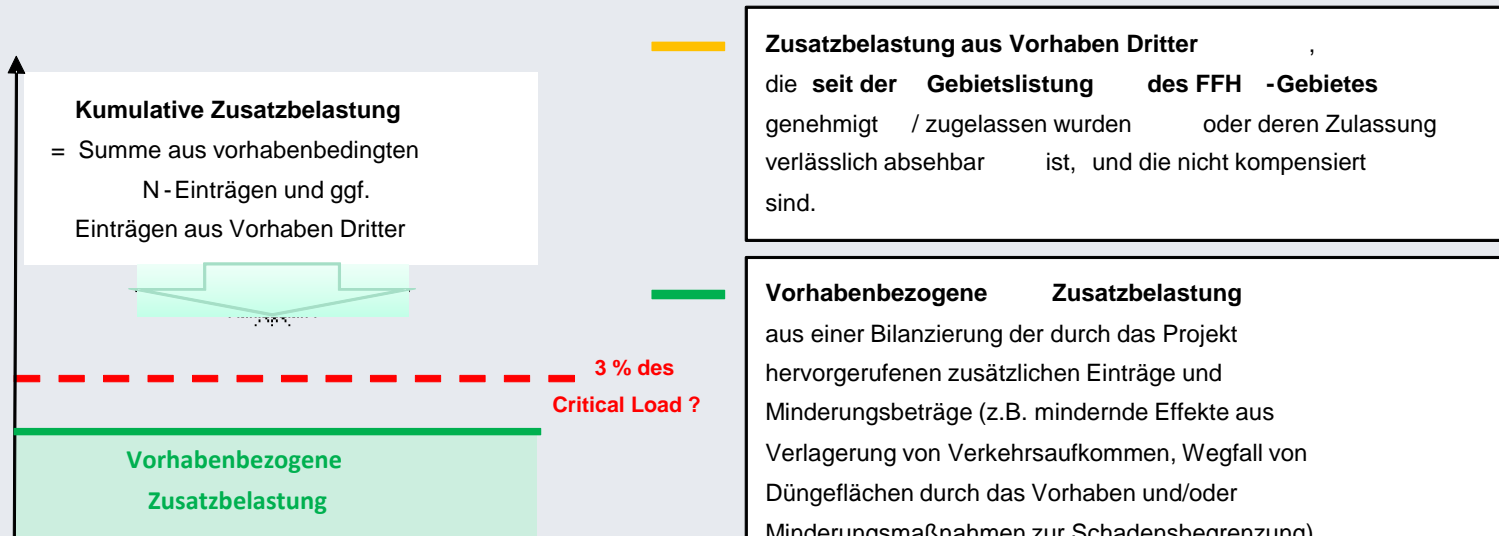 Kumulative Zusatzbelastung
= Summe aus vorhabenbedingten
N-Einträgen und ggf.
Einträgen aus Vorhaben Dritter
3 % des
Critical Load ?
Vorhabenbezogene
Zusatzbelastung
Zusatzbelastung aus Vorhaben Dritter ,
die seit der Gebietslistung des FFH -Gebietes
genehmigt / zugelassen wurden oder deren Zulassung
verlässlich absehbar ist, und die nicht kompensiert
sind.
Vorhabenbezogene Zusatzbelastung
aus einer Bilanzierung der durch das Projekt
hervorgerufenen zusätzlichen Einträge und
Minderungsbeträge (z.B. mindernde Effekte aus
Verlagerung von Verkehrsaufkommen, Wegfall von
Düngeflächen durch das Vorhaben und/oder
Minderungsmaßnahmen zur Schadensbegrenzung)